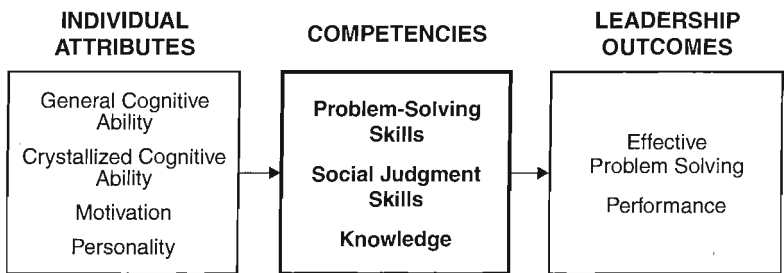 INDIVIDUAL
ATTRIBUTES
General Cognitive
Ability
Crystallized Cognitive
Ability
Motivation
Personality
COMPETENCIES
Problem-Solving
Skills
Social Judgment
Skills
Knowledge
LEADERSHIP
OUTCOMES
Effective
Problem Solving
Performance